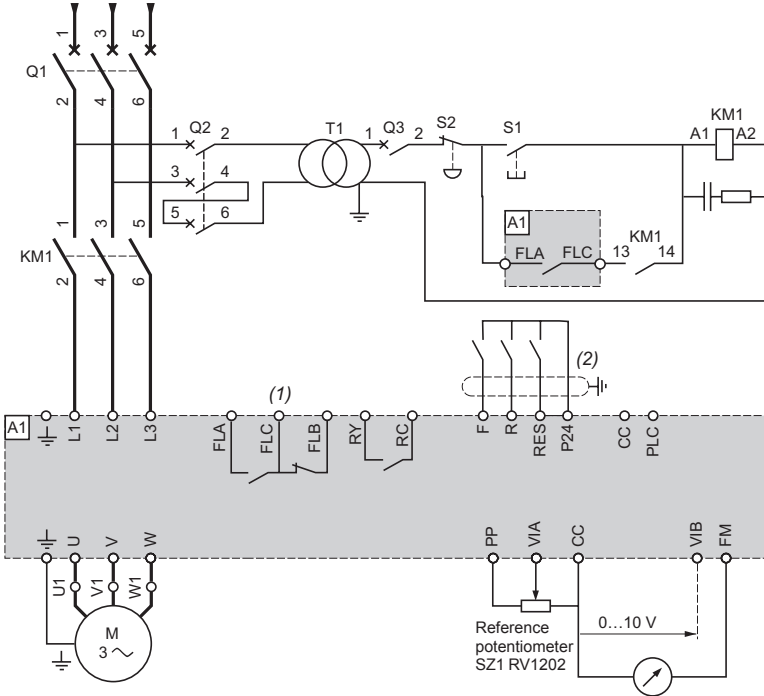 1 3 5
Q1
2 4 6
1 Q2 2
3 4
5 6
T1
1 Q3 2
S2
S1
KM1
A1 A2
A1
FLA FLC
KM1
13 14
1 3 5
KM1
2 4 6
(1)
(2)
A1
L1 L2 L3
FLA FLC FLB RY RC
F R RES P24 CC PLC
U V W
PP VIA CC VIB FM
U1 V1 W1
M
3
0...10 V
Reference
potentiometer
SZ1 RV1202